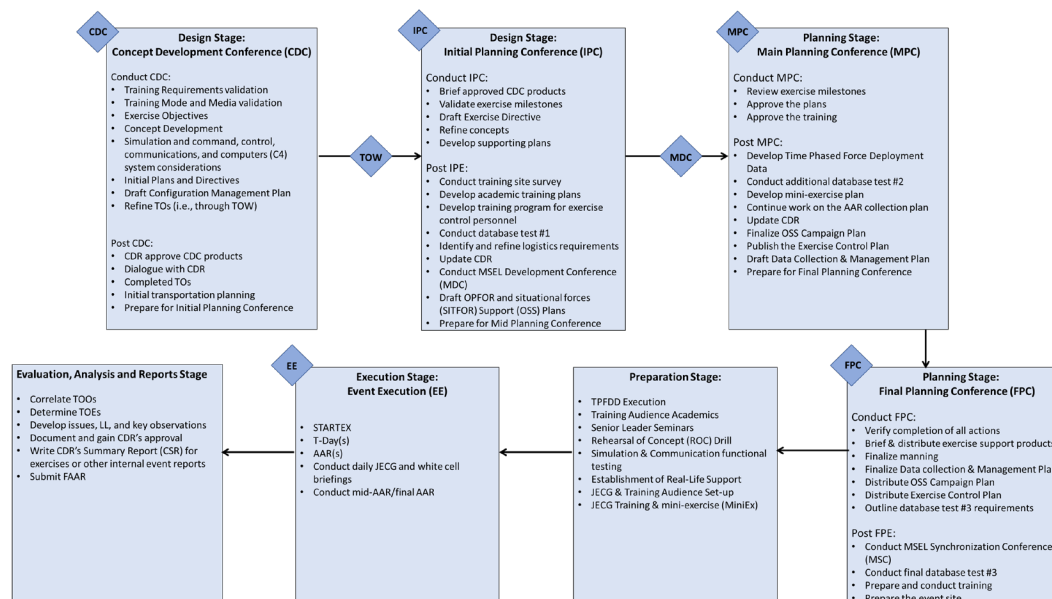 CDC
Design Stage:
Concept Development Conference (CDC)
Conduct CDC:
• Training Requirements validation
• Training Mode and Media validation
• Exercise Objectives
• Concept Development
• Simulation and command, control,
communications, and computers (C4)
system considerations
• Initial Plans and Directives
• Draft Configuration Management Plan
• Refine TOs (i.e., through TOW)
Post CDC:
• CDR approve CDC products
• Dialogue with CDR
• Completed TOs
• Initial transportation planning
• Prepare for Initial Planning Conference
TOW
IPC
Design Stage:
Initial Planning Conference (IPC)
Conduct IPC:
• Brief approved CDC products
• Validate exercise milestones
• Draft Exercise Directive
• Refine concepts
• Develop supporting plans
Post IPE:
• Conduct training site survey
• Develop academic training plans
• Develop training program for exercise
control personnel
• Conduct database test #1
• Identify and refine logistics requirements
• Update CDR
• Conduct MSEL Development Conference
(MDC)
• Draft OPFOR and situational forces
(SITFOR) Support (OSS) Plans
• Prepare for Mid Planning Conference
MDC
MPC
Planning Stage:
Main Planning Conference (MPC)
Conduct MPC:
• Review exercise milestones
• Approve the plans
• Approve the training
Post MPC:
• Develop Time Phased Force Deployment
Data
• Conduct additional database test #2
• Develop mini-exercise plan
• Continue work on the AAR collection plan
• Update CDR
• Finalize OSS Campaign Plan
• Publish the Exercise Control Plan
• Draft Data Collection & Management Plan
• Prepare for Final Planning Conference
FPC
Planning Stage:
Final Planning Conference (FPC)
Conduct FPC:
• Verify completion of all actions
• Brief & distribute exercise support products
• Finalize manning
• Finalize Data collection & Management Pla
• Distribute OSS Campaign Plan
• Distribute Exercise Control Plan
• Outline database test #3 requirements
Post FPE:
• Conduct MSEL Synchronization Conference
(MSC)
• Conduct final database test #3
• Prepare and conduct training
• Prepare the event site
Preparation Stage:
• TPFDD Execution
• Training Audience Academics
• Senior Leader Seminars
• Rehearsal of Concept (ROC) Drill
• Simulation & Communication functional
testing
• Establishment of Real-Life Support
• JECG & Training Audience Set-up
• JECG Training & mini-exercise (MiniEx)
EE
Execution Stage:
Event Execution (EE)
• STARTEX
• T-Day(s)
• AAR(s)
• Conduct daily JECG and white cell
briefings
• Conduct mid-AAR/final AAR
Evaluation, Analysis and Reports Stage
• Correlate TOOs
• Determine TOEs
• Develop issues, LL, and key observations
• Document and gain CDR's approval
• Write CDR's Summary Report (CSR) for
exercises or other internal event reports
• Submit FAAR